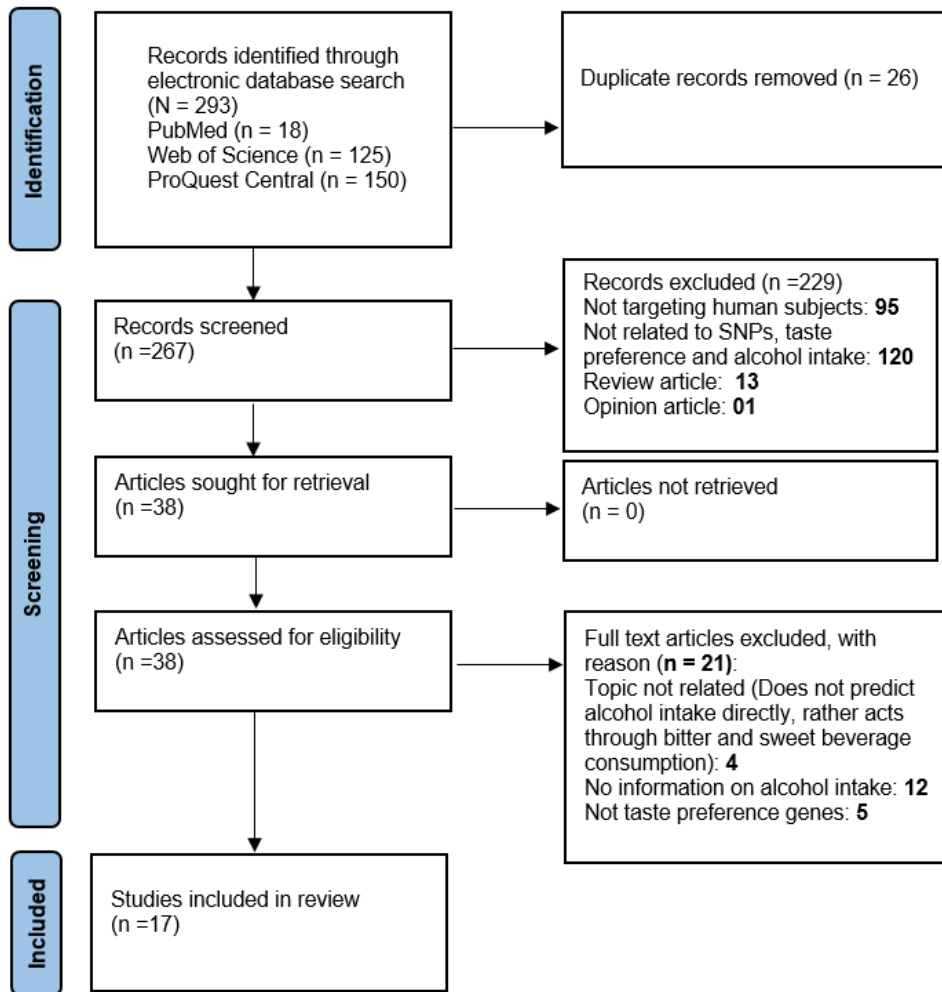 Identification
Records identified through
electronic database search
(N = 293)
PubMed (n = 18)
Web of Science (n = 125)
ProQuest Central (n = 150)
Duplicate records removed (n = 26)
Screening
Records screened
(n =267)
Records excluded (n =229)
Not targeting human subjects: 95
Not related to SNPs, taste
preference and alcohol intake: 120
Review article:  13
Opinion article: 01
Articles sought for retrieval
(n =38)
Articles not retrieved
(n = 0)
Articles assessed for eligibility
(n =38)
Full text articles excluded, with
reason (n = 21):
Topic not related (Does not predict
alcohol intake directly, rather acts
through bitter and sweet beverage
consumption): 4
No information on alcohol intake: 12
Not taste preference genes: 5
Included
Studies included in review
(n =17)